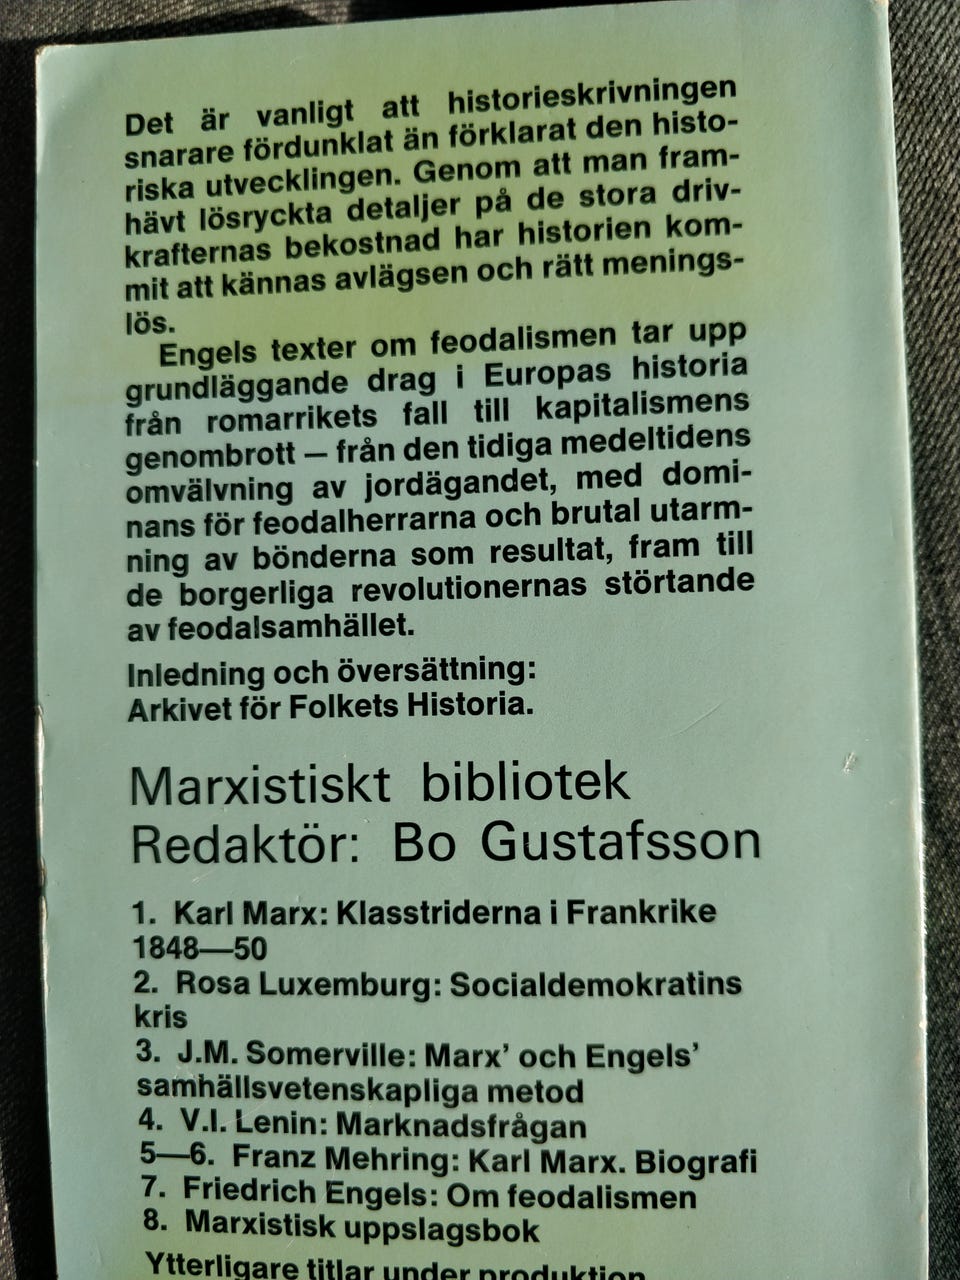 Det är vanligt att historieskrivningen
snarare fördunklat än förklarat den histo-
riska utvecklingen. Genom att man fram-
hävt lösryckta detaljer på de stora driv-
krafternas bekostnad har historien kom-
mit att kännas avlägsen och rätt menings-
lös.
Engels texter om feodalismen tar upp
grundläggande drag i Europas historia
från romarrikets fall till kapitalismens
genombrott — från den tidiga medeltidens
omvälvning av jordägandet, med domi-
nans för feodalherrarna och brutal utarm-
ning av bönderna som resultat, fram till
de borgerliga revolutionernas störtande
av feodalsamhället.
Inledning och översättning:
Arkivet för Folkets Historia.
Marxistiskt bibliotek
Redaktör: Bo Gustafsson
1. Karl Marx: Klasstriderna i Frankrike
1848—50
2. Rosa Luxemburg: Socialdemokratins
kris
3. J.M. Somerville: Marx' och Engels'
samhällsvetenskapliga metod
4. V.I. Lenin: Marknadsfrågan
5—6. Franz Mehring: Karl Marx. Biografi
7. Friedrich Engels: Om feodalismen
8. Marxistisk uppslagsbok
Ytterligare titlar under produktion